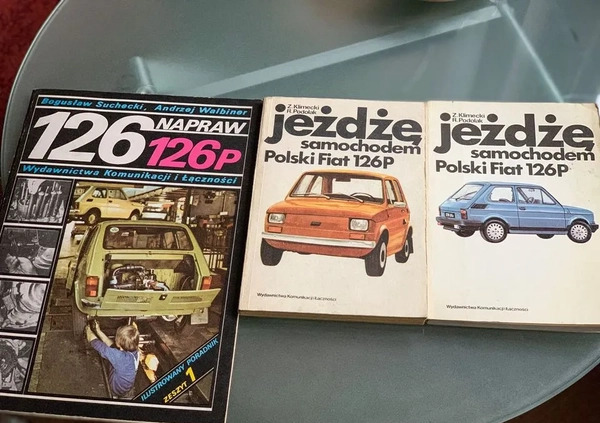 Bogusław Suchecki, Andrzej Walbiner
126 NAPRAW
126P
Wydawnictwa Komunikacji i Łączności
ILUSTROWANY PORADNIK
ZESZYT 1
Z. Klimecki
R. Podolak
jeżdżę
samochodem
Polski Fiat 126P
Wydawnictwa Komunikacji i Łączności
Z. Klimecki
R. Podolak
jeżdżę
samochodem
Polski Fiat 126P
Wydawnictwa Komunikacji i Łączności